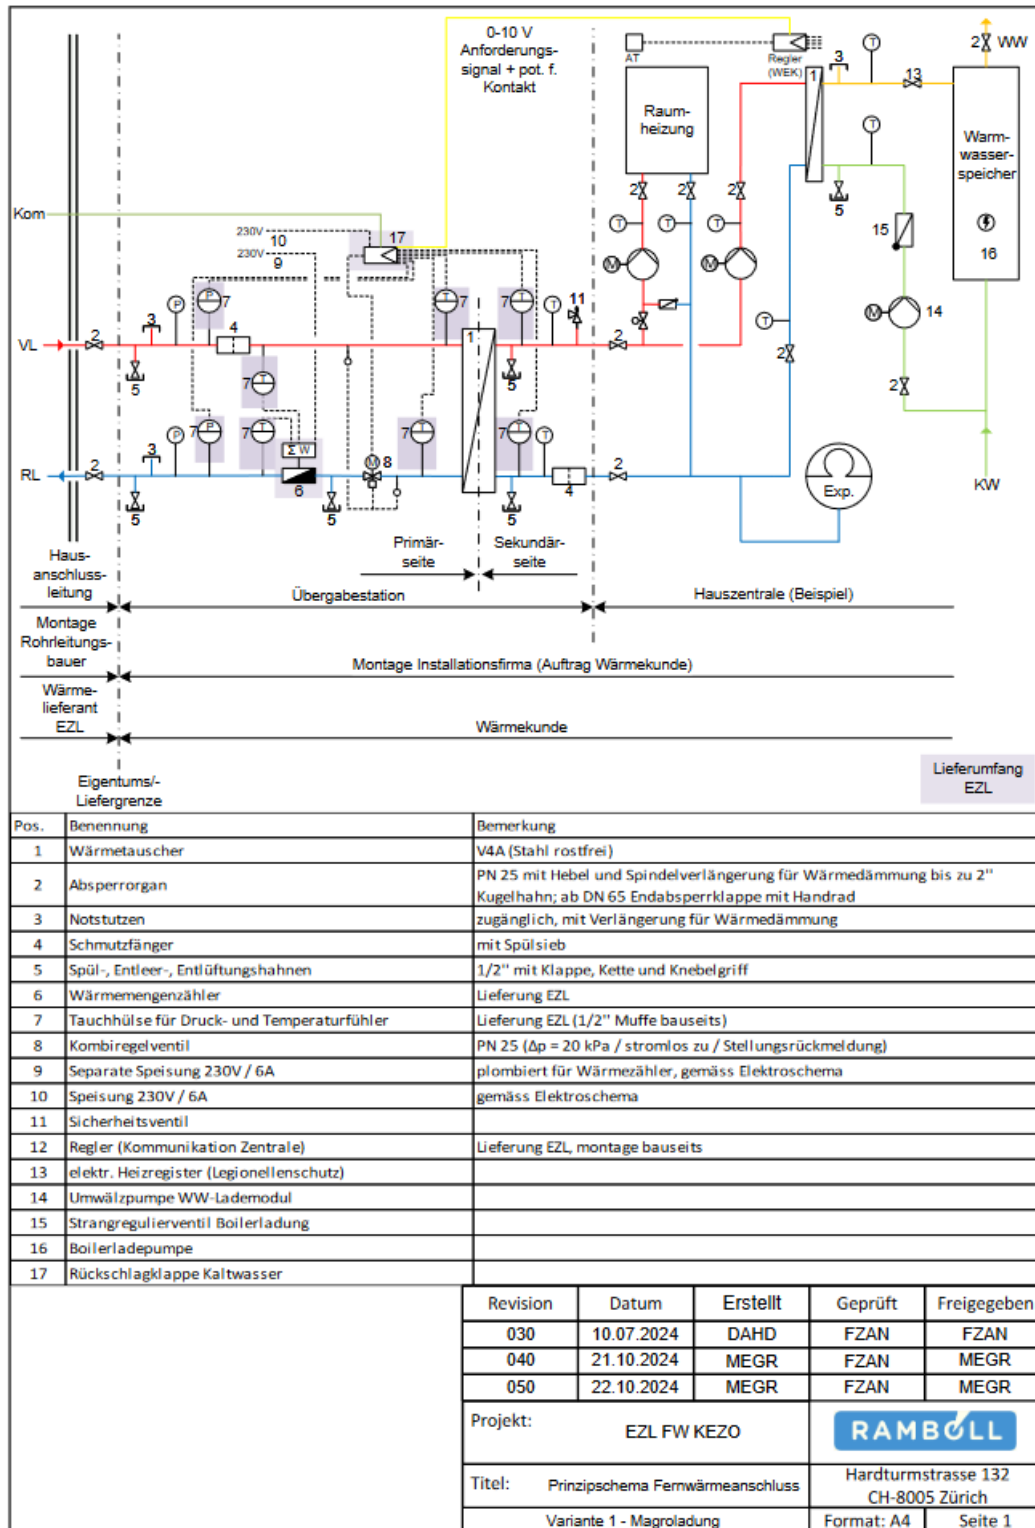 0-10 V
Anforderungs-
signal + pot. f.
Kontakt
AT
Regler
(WEK)
T
3
2
WW
13
1
Raum-
heizung
T
Warm-
wasser-
speicher
16
2
2
2
5
15
T
T
T
M
M
M
14
T
2
2
KW
Exp.
Kom
230V
10
230V
9
17
P
P
7
T
7
T
7
T
11
2
3
4
1
2
VL
5
7
T
5
P
P
7
T
7
Σ W
M
8
7
T
T
7
T
2
3
2
RL
5
6
5
5
4
Primär-
seite
Sekundär-
seite
Haus-
anschluss-
leitung
Übergabestation
Hauszentrale (Beispiel)
Montage
Rohrleitungs-
bauer
Montage Installationsfirma (Auftrag Wärmekunde)
Wärme-
lieferant
EZL
Wärmekunde
Eigentums/-
Liefergrenze
Lieferumfang
EZL
Pos. Benennung Bemerkung
1 Wärmetauscher V4A (Stahl rostfrei)
2 Absperrorgan PN 25 mit Hebel und Spindelverlängerung für Wärmedämmung bis zu 2"
Kugelhahn; ab DN 65 Endabsperrklappe mit Handrad
3 Notstutzen zugänglich, mit Verlängerung für Wärmedämmung
4 Schmutzfänger mit Spülsieb
5 Spül-, Entleer-, Entlüftungshahnen 1/2" mit Klappe, Kette und Knebelgriff
6 Wärmemengenzähler Lieferung EZL
7 Tauchhülse für Druck- und Temperaturfühler Lieferung EZL (1/2" Muffe bauseits)
8 Kombiregelventil PN 25 (Δp = 20 kPa / stromlos zu / Stellungsrückmeldung)
9 Separate Speisung 230V / 6A plombiert für Wärmezähler, gemäss Elektroschema
10 Speisung 230V / 6A gemäss Elektroschema
11 Sicherheitsventil
12 Regler (Kommunikation Zentrale) Lieferung EZL, montage bauseits
13 elektr. Heizregister (Legionellenschutz)
14 Umwälzpumpe WW-Lademodul
15 Strangregulierventil Boilerladung
16 Boilerladepumpe
17 Rückschlagklappe Kaltwasser
Revision Datum Erstellt Geprüft Freigegeben
030 10.07.2024 DAHD FZAN FZAN
040 21.10.2024 MEGR FZAN MEGR
050 22.10.2024 MEGR FZAN MEGR
Projekt: EZL FW KEZO
RAMBOLL
Titel: Prinzipschema Fernwärmeanschluss
Hardturmstrasse 132
CH-8005 Zürich
Variante 1 - Magroladung Format: A4 Seite 1